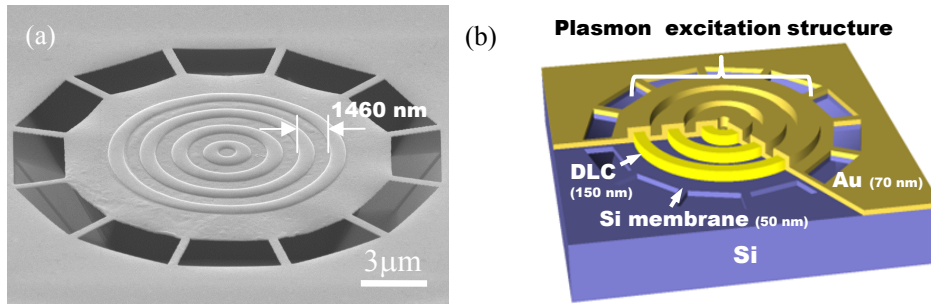 (a)
1460 nm
3μm
(b)
Plasmon excitation structure
DLC
(150 nm)
Si membrane (50 nm)
Au (70 nm)
Si